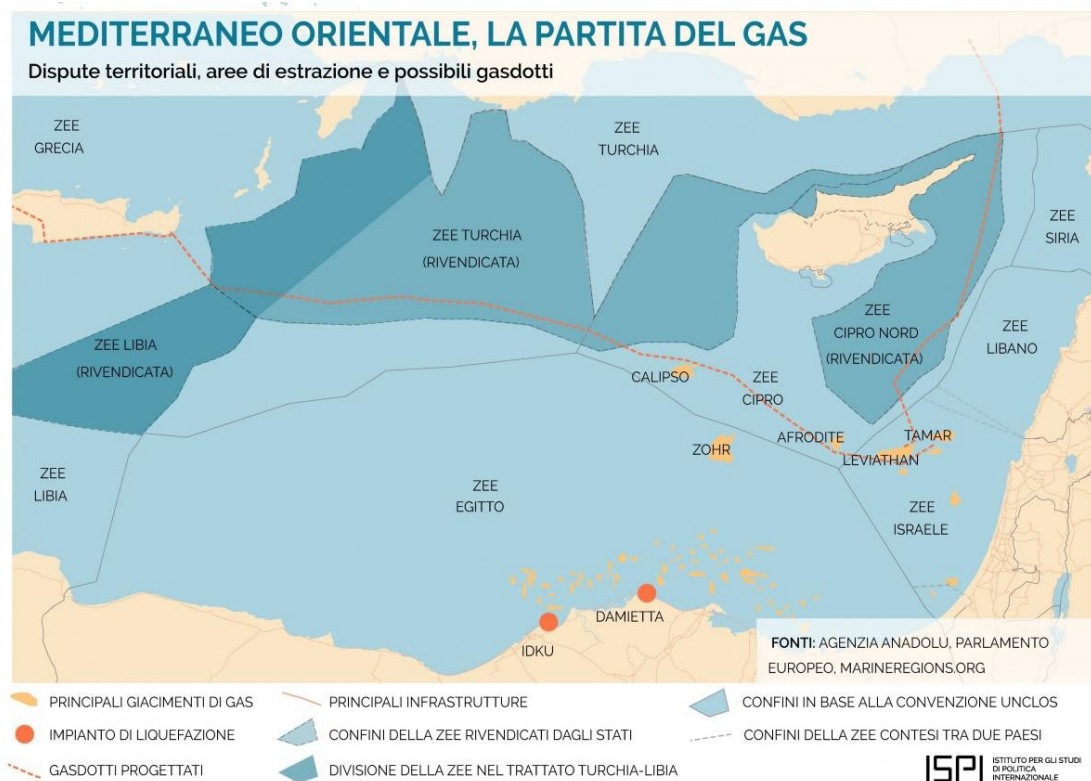 MEDITERRANEO ORIENTALE, LA PARTITA DEL GAS
Dispute territoriali, aree di estrazione e possibili gasdotti
ZEE
GRECIA
ZEE
TURCHIA
ZEE TURCHIA
(RIVENDICATA)
ZEE
SIRIA
ZEE LIBIA
(RIVENDICATA)
ZEE
CIPRO NORD
(RIVENDICATA)
ZEE
LIBANO
CALIPSO
ZEE
CIPRO
ZOHR
AFRODITE
TAMAR
LEVIATHAN
ZEE
LIBIA
ZEE
EGITTO
ZEE
ISRAELE
DAMIETTA
IDKU
FONTI: AGENZIA ANADOLU, PARLAMENTO
EUROPEO, MARINEREGIONS.ORG
PRINCIPALI GIACIMENTI DI GAS
PRINCIPALI INFRASTRUTTURE
CONFINI IN BASE ALLA CONVENZIONE UNCLOS
IMPIANTO DI LIQUEFAZIONE
CONFINI DELLA ZEE RIVENDICATI DAGLI STATI
CONFINI DELLA ZEE CONTESI TRA DUE PAESI
GASDOTTI PROGETTATI
DIVISIONE DELLA ZEE NEL TRATTATO TURCHIA-LIBIA
ISPI
ISTITUTO PER GLI STUDI
DI POLITICA
INTERNAZIONALE